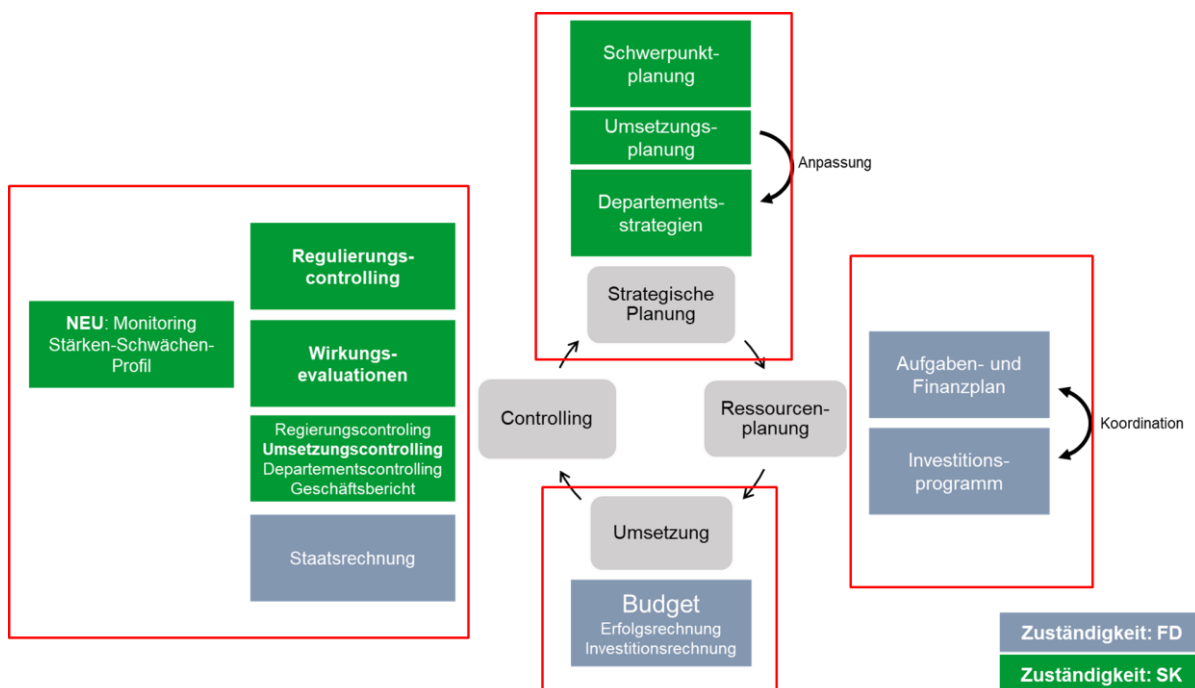 Schwerpunkt-
planung
Umsetzungs-
planung
Anpassung
Departements-
strategien
Strategische
Planung
Regulierungs-
controlling
NEU: Monitoring
Stärken-Schwächen-
Profil
Wirkungs-
evaluationen
Regierungscontroling
Umsetzungscontrolling
Departementscontrolling
Geschäftsbericht
Staatsrechnung
Controlling
Ressourcen-
planung
Aufgaben- und
Finanzplan
Koordination
Investitions-
programm
Umsetzung
Budget
Erfolgsrechnung
Investitionsrechnung
Zuständigkeit: FD
Zuständigkeit: SK